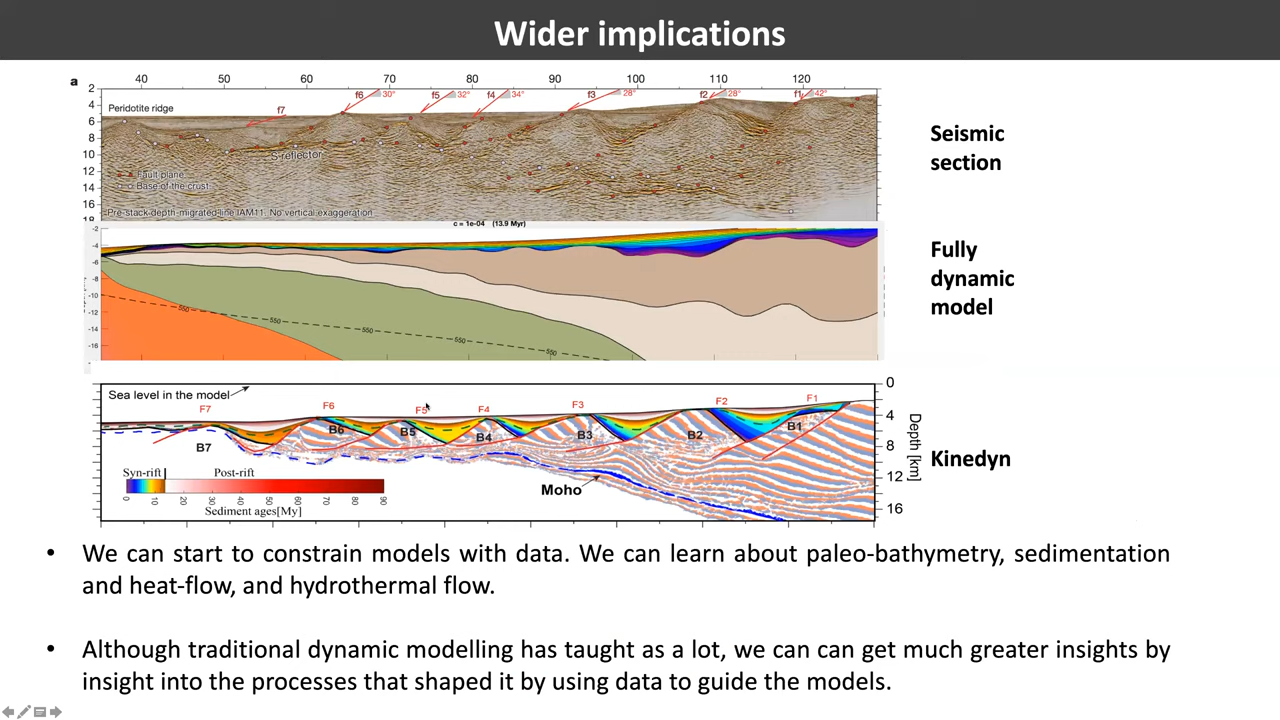 Wider implications
a
40 50 60 70 80 90 100 110 120
2
4
6
8
10
12
14
16
18
f7
f6 30°
f5 32°
f4 34°
f3 28°
f2 28°
f1 42°
Peridotite ridge
S reflector
Fault plane
Base of the crust
Pre-stack depth-migrated line IAM11. No vertical exaggeration
Seismic
section
c = 1e-04 (13.9 Myr)
-2
-4
-6
-8
-10
-12
-14
-16
550
550
550
550
Fully
dynamic
model
Sea level in the model
F7
F6
F5
F4
F3
F2
F1
B7
B6
B5
B4
B3
B2
B1
Moho
Syn-rift Post-rift
0 10 20 30 40 50 60 70 80 90
Sediment ages[My]
0
4
8
12
16
Depth [km]
Kinedyn
• We can start to constrain models with data. We can learn about paleo-bathymetry, sedimentation
and heat-flow, and hydrothermal flow.
• Although traditional dynamic modelling has taught as a lot, we can can get much greater insights by
insight into the processes that shaped it by using data to guide the models.